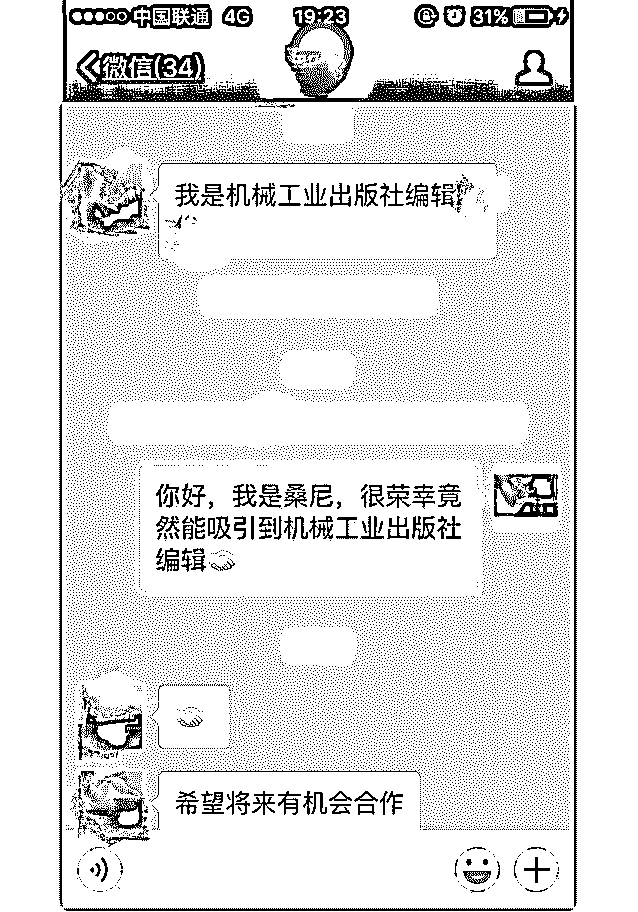 中国联通 4G 19:23 31%
微信(34)
我是机械工业出版社编辑
你好，我是桑尼，很荣幸竟
然能吸引到机械工业出版社
编辑
希望将来有机会合作